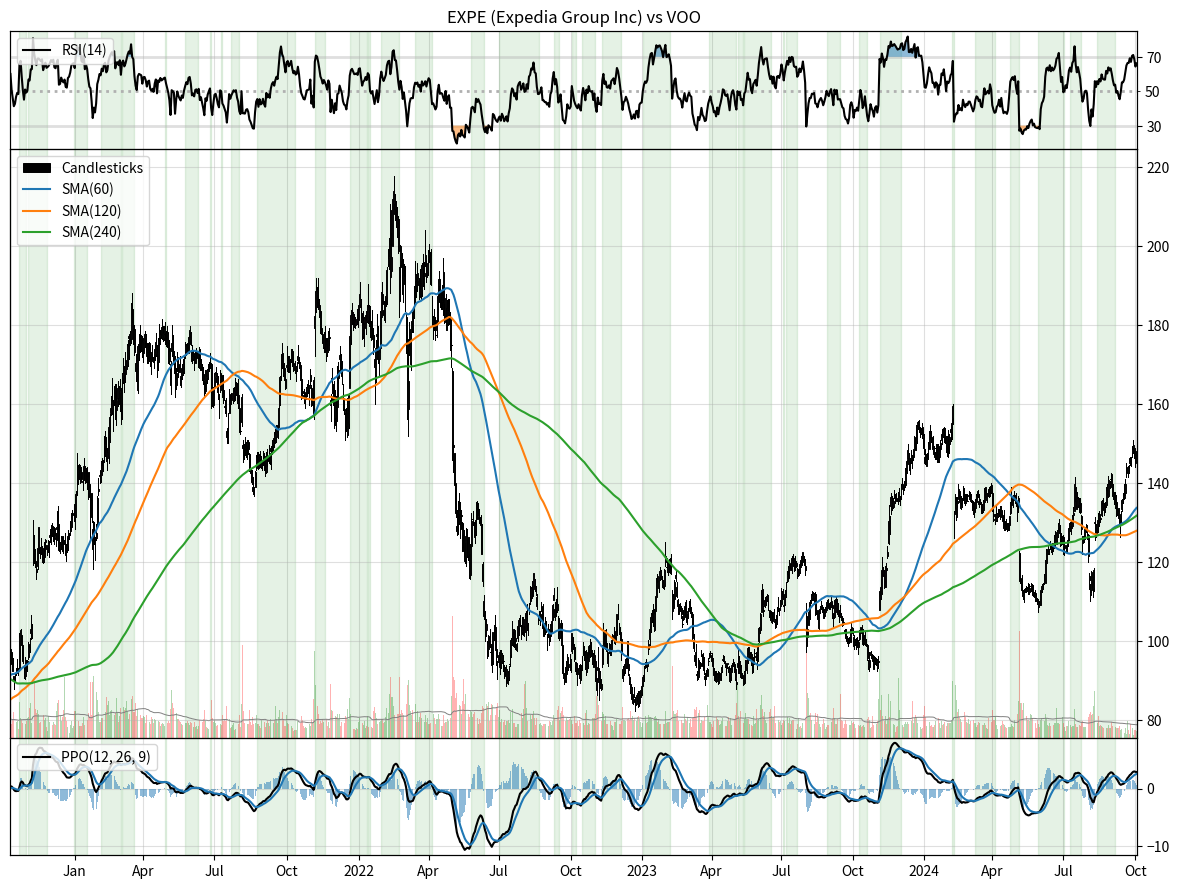 EXPE (Expedia Group Inc) vs VOO
RSI(14)
70
50
30
Candlesticks
SMA(60)
SMA(120)
SMA(240)
220
200
180
160
140
120
100
80
PPO(12, 26, 9)
0
−10
Jan Apr Jul Oct 2022 Apr Jul Oct 2023 Apr Jul Oct 2024 Apr Jul Oct